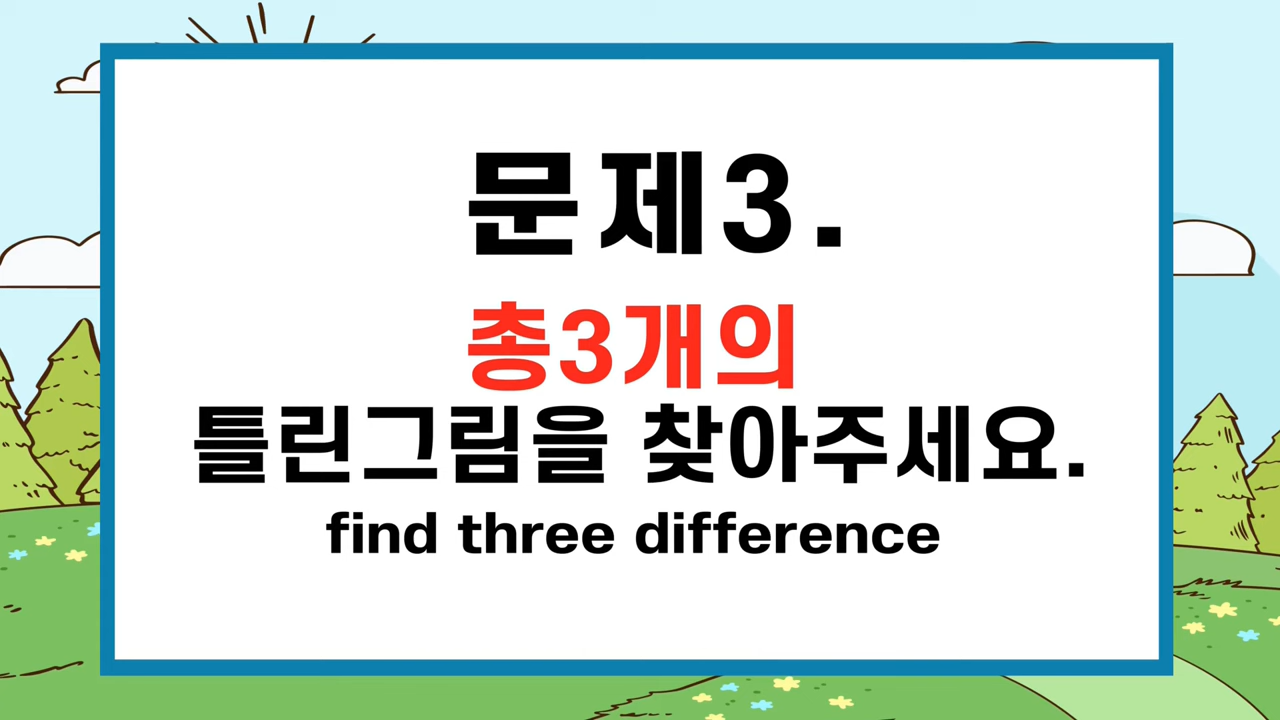 문제3.
총3개의
틀린그림을 찾아주세요.
find three difference